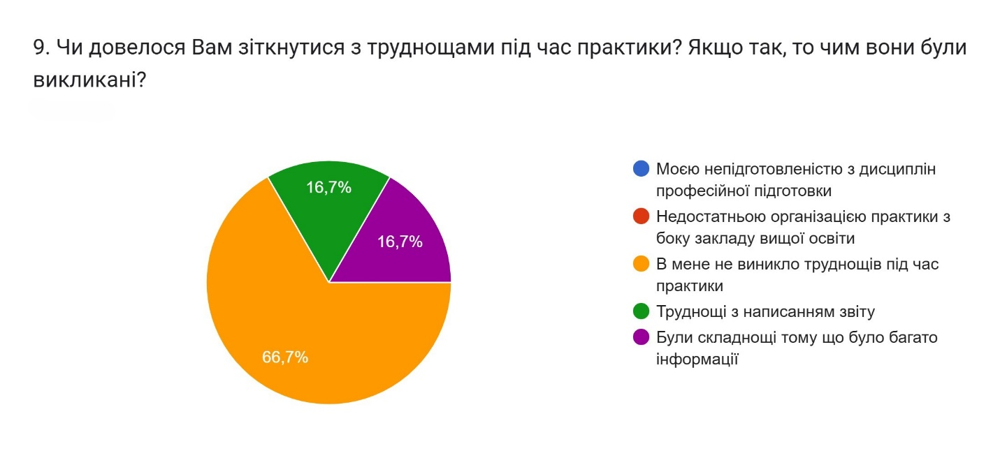 9. Чи довелося Вам зіткнутися з труднощами під час практики? Якщо так, то чим вони були
викликані?
16,7%
16,7%
66,7%
Моєю непідготовленістю з дисциплін
професійної підготовки
Недостатньою організацією практики з
боку закладу вищої освіти
В мене не виникло труднощів під час
практики
Труднощі з написанням звіту
Були складнощі тому що було багато
інформації